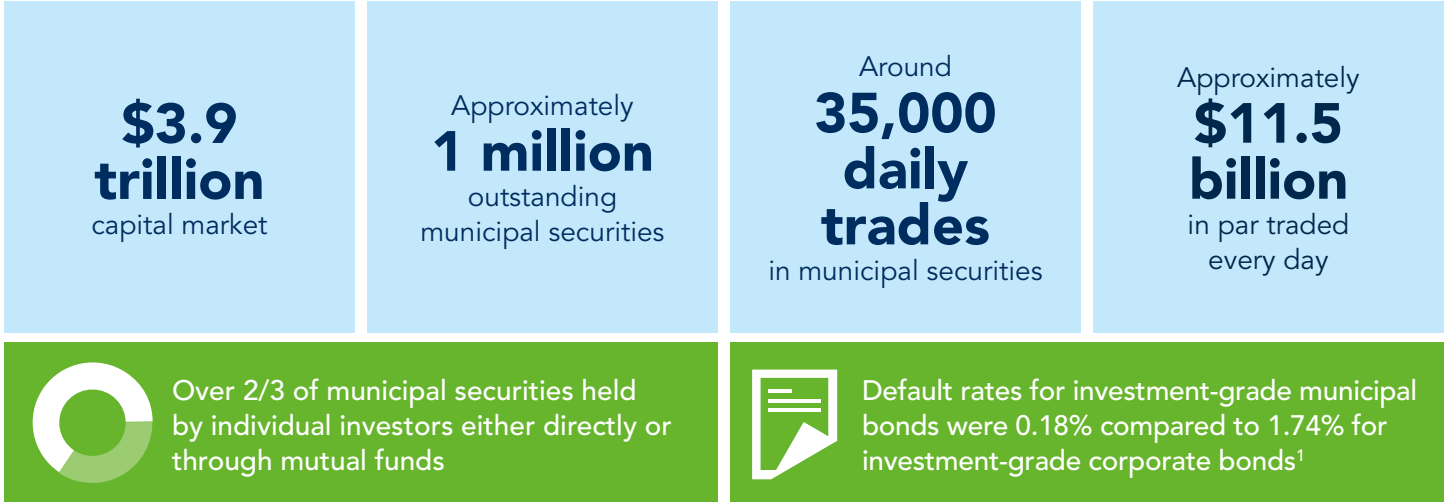 $3.9
trillion
capital market
Approximately
1 million
outstanding
municipal securities
Around
35,000
daily
trades
in municipal securities
Approximately
$11.5
billion
in par traded
every day
Over 2/3 of municipal securities held
by individual investors either directly or
through mutual funds
Default rates for investment-grade municipal
bonds were 0.18% compared to 1.74% for
investment-grade corporate bonds¹